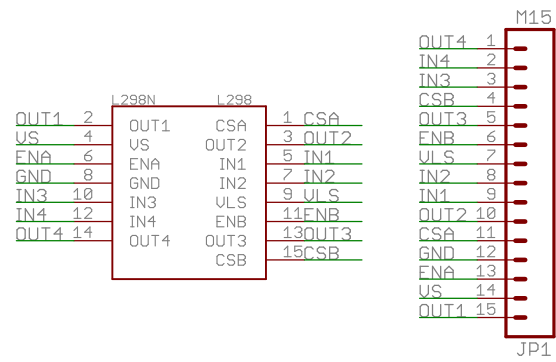 L298N L298
OUT1 2 OUT1 CSA 1 CSA
VS 4 VS OUT2 3 OUT2
ENA 6 ENA IN1 5 IN1
GND 8 GND IN2 7 IN2
IN3 10 IN3 VLS 9 VLS
IN4 12 IN4 ENB 11 ENB
OUT4 14 OUT4 OUT3 13 OUT3
CSB 15 CSB
M15
OUT4 1
IN4 2
IN3 3
CSB 4
OUT3 5
ENB 6
VLS 7
IN2 8
IN1 9
OUT2 10
CSA 11
GND 12
ENA 13
VS 14
OUT1 15
JP1